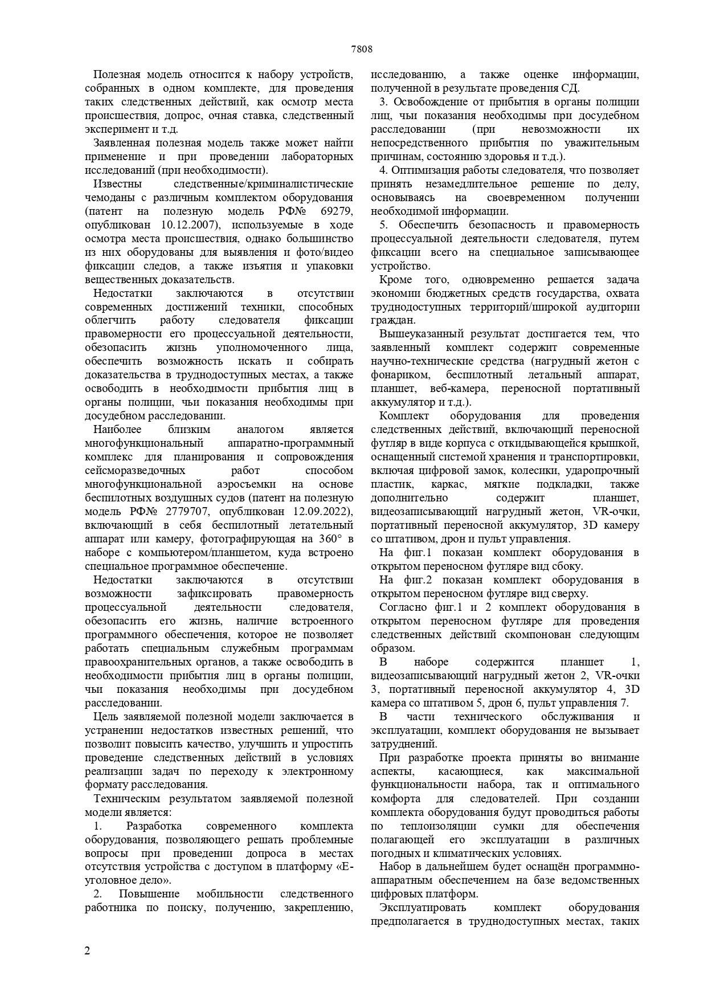 7808
Полезная модель относится к набору устройств,
собранных в одном комплекте, для проведения
таких следственных действий, как осмотр места
происшествия, допрос, очная ставка, следственный
эксперимент и т.д.
Заявленная полезная модель также может найти
применение и при проведении лабораторных
исследований (при необходимости).
Известны следственные/криминалистические
чемоданы с различным комплектом оборудования
(патент на полезную модель РФ№ 69279,
опубликован 10.12.2007), используемые в ходе
осмотра места происшествия, однако большинство
из них оборудованы для выявления и фото/видео
фиксации следов, а также изъятия и упаковки
вещественных доказательств.
Недостатки заключаются в отсутствии
современных достижений техники, способных
облегчить работу следователя фиксации
правомерности его процессуальной деятельности,
обезопасить жизнь уполномоченного лица,
обеспечить возможность искать и собирать
доказательства в труднодоступных местах, а также
освободить в необходимости прибытия лиц в
органы полиции, чьи показания необходимы при
досудебном расследовании.
Наиболее близким аналогом является
многофункциональный аппаратно-программный
комплекс для планирования и сопровождения
сейсморазведочных работ способом
многофункциональной аэросъемки на основе
беспилотных воздушных судов (патент на полезную
модель РФ№ 2779707, опубликован 12.09.2022),
включающий в себя беспилотный летательный
аппарат или камеру, фотографирующая на 360° в
наборе с компьютером/планшетом, куда встроено
специальное программное обеспечение.
Недостатки заключаются в отсутствии
возможности зафиксировать правомерность
процессуальной деятельности следователя,
обезопасить его жизнь, наличие встроенного
программного обеспечения, которое не позволяет
работать специальным служебным программам
правоохранительных органов, а также освободить в
необходимости прибытия лиц в органы полиции,
чьи показания необходимы при досудебном
расследовании.
Цель заявляемой полезной модели заключается в
устранении недостатков известных решений, что
позволит повысить качество, улучшить и упростить
проведение следственных действий в условиях
реализации задач по переходу к электронному
формату расследования.
Техническим результатом заявляемой полезной
модели является:
1. Разработка современного комплекта
оборудования, позволяющего решать проблемные
вопросы при проведении допроса в местах
отсутствия устройства с доступом в платформу «Е-
уголовное дело».
2. Повышение мобильности следственного
работника по поиску, получению, закреплению,
исследованию, а также оценке информации,
полученной в результате проведения СД.
3. Освобождение от прибытия в органы полиции
лиц, чьи показания необходимы при досудебном
расследовании (при невозможности их
непосредственного прибытия по уважительным
причинам, состоянию здоровья и т.д.).
4. Оптимизация работы следователя, что позволяет
принять незамедлительное решение по делу,
основываясь на своевременном получении
необходимой информации.
5. Обеспечить безопасность и правомерность
процессуальной деятельности следователя, путем
фиксации всего на специальное записывающее
устройство.
Кроме того, одновременно решается задача
экономии бюджетных средств государства, охвата
труднодоступных территорий/широкой аудитории
граждан.
Вышеуказанный результат достигается тем, что
заявленный комплект содержит современные
научно-технические средства (нагрудный жетон с
фонариком, беспилотный летальный аппарат,
планшет, веб-камера, переносной портативный
аккумулятор и т.д.).
Комплект оборудования для проведения
следственных действий, включающий переносной
футляр в виде корпуса с откидывающейся крышкой,
оснащенный системой хранения и транспортировки,
включая цифровой замок, колесики, ударопрочный
пластик, каркас, мягкие подкладки, также
дополнительно содержит планшет,
видеозаписывающий нагрудный жетон, VR-очки,
портативный переносной аккумулятор, 3D камеру
со штативом, дрон и пульт управления.
На фиг.1 показан комплект оборудования в
открытом переносном футляре вид сбоку.
На фиг.2 показан комплект оборудования в
открытом переносном футляре вид сверху.
Согласно фиг.1 и 2 комплект оборудования в
открытом переносном футляре для проведения
следственных действий скомпонован следующим
образом.
В наборе содержится планшет 1,
видеозаписывающий нагрудный жетон 2, VR-очки
3, портативный переносной аккумулятор 4, 3D
камера со штативом 5, дрон 6, пульт управления 7.
В части технического обслуживания и
эксплуатации, комплект оборудования не вызывает
затруднений.
При разработке проекта приняты во внимание
аспекты, касающиеся, как максимальной
функциональности набора, так и оптимального
комфорта для следователей. При создании
комплекта оборудования будут проводиться работы
по теплоизоляции сумки для обеспечения
полагающей его эксплуатации в различных
погодных и климатических условиях.
Набор в дальнейшем будет оснащён программно-
аппаратным обеспечением на базе ведомственных
цифровых платформ.
Эксплуатировать комплект оборудования
предполагается в труднодоступных местах, таких
2